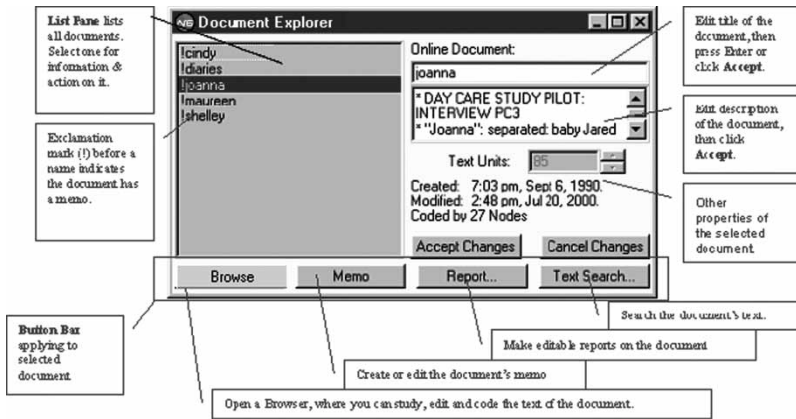 List Pane lists
all documents.
Select one for
information &
action on it.
Exclamation
mark (!) before a
name indicates
the document has
a memo.
Button Bar
applying to
selected
document
Document Explorer
!cindy
!diaries
!joanna
!maureen
!shelley
Online Document:
joanna
* DAY CARE STUDY PILOT:
INTERVIEW PC3
* "Joanna": separated: baby Jared
Text Units: 85
Created: 7:03 pm, Sept 6, 1990.
Modified: 2:48 pm, Jul 20, 2000.
Coded by 27 Nodes
Accept Changes Cancel Changes
Browse Memo Report... Text Search...
Edit title of the
document, then
press Enter or
click Accept.
Edit description
of the document,
then click
Accept.
Other
properties of
the selected
document
Search the document's text.
Make editable reports on the document
Create or edit the document's memo
Open a Browser, where you can study, edit and code the text of the document.